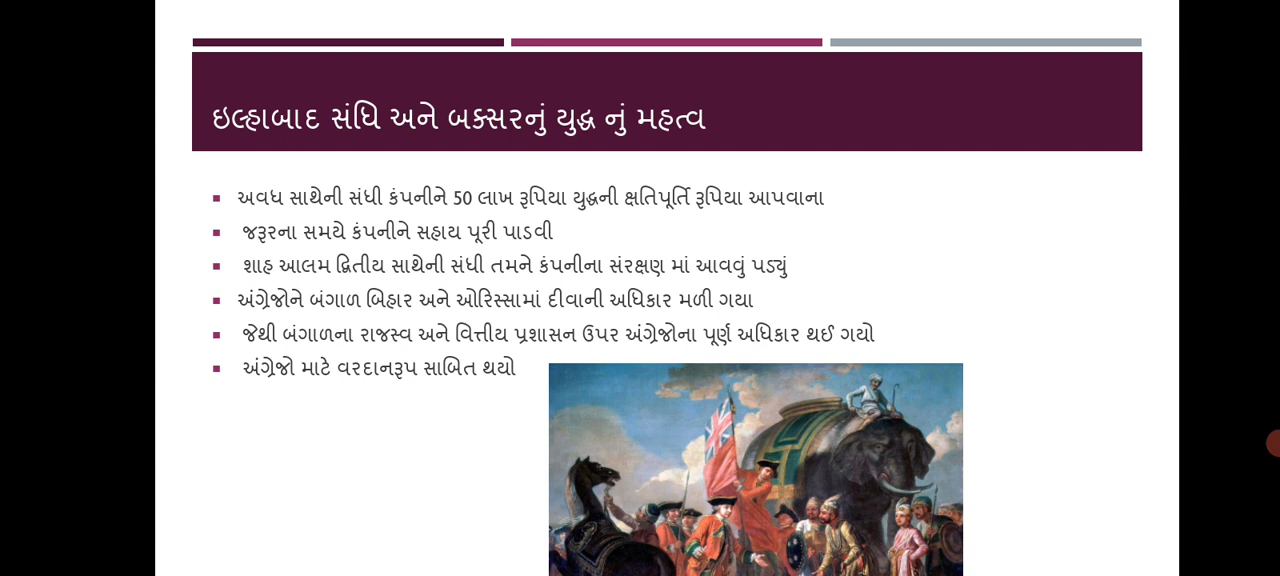 ઇલ્હાબાદ સંધિ અને બક્સરનું યુદ્ધ નું મહત્વ
અવધ સાથેની સંધી કંપનીને 50 લાખ રૂપિયા યુદ્ધની ક્ષતિપૂર્તિ રૂપિયા આપવાના
જરૂરના સમયે કંપનીને સહાય પૂરી પાડવી
શાહ આલમ દ્વિતીય સાથેની સંધી તમને કંપનીના સંરક્ષણ માં આવવું પડ્યું
અંગ્રેજોને બંગાળ બિહાર અને ઓરિસ્સામાં દીવાની અધિકાર મળી ગયા
જેથી બંગાળના રાજસ્વ અને વિત્તીય પ્રશાસન ઉપર અંગ્રેજોના પૂર્ણ અધિકાર થઈ ગયો
અંગ્રેજો માટે વરદાનરૂપ સાબિત થયો